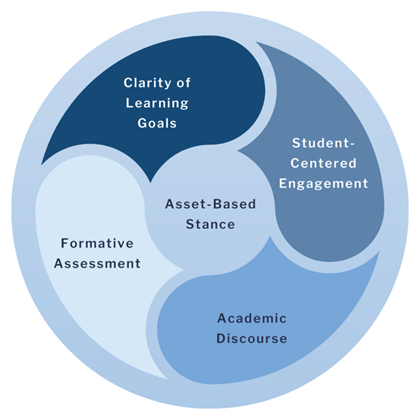 Clarity of
Learning
Goals
Student-
Centered
Engagement
Asset-Based
Stance
Formative
Assessment
Academic
Discourse